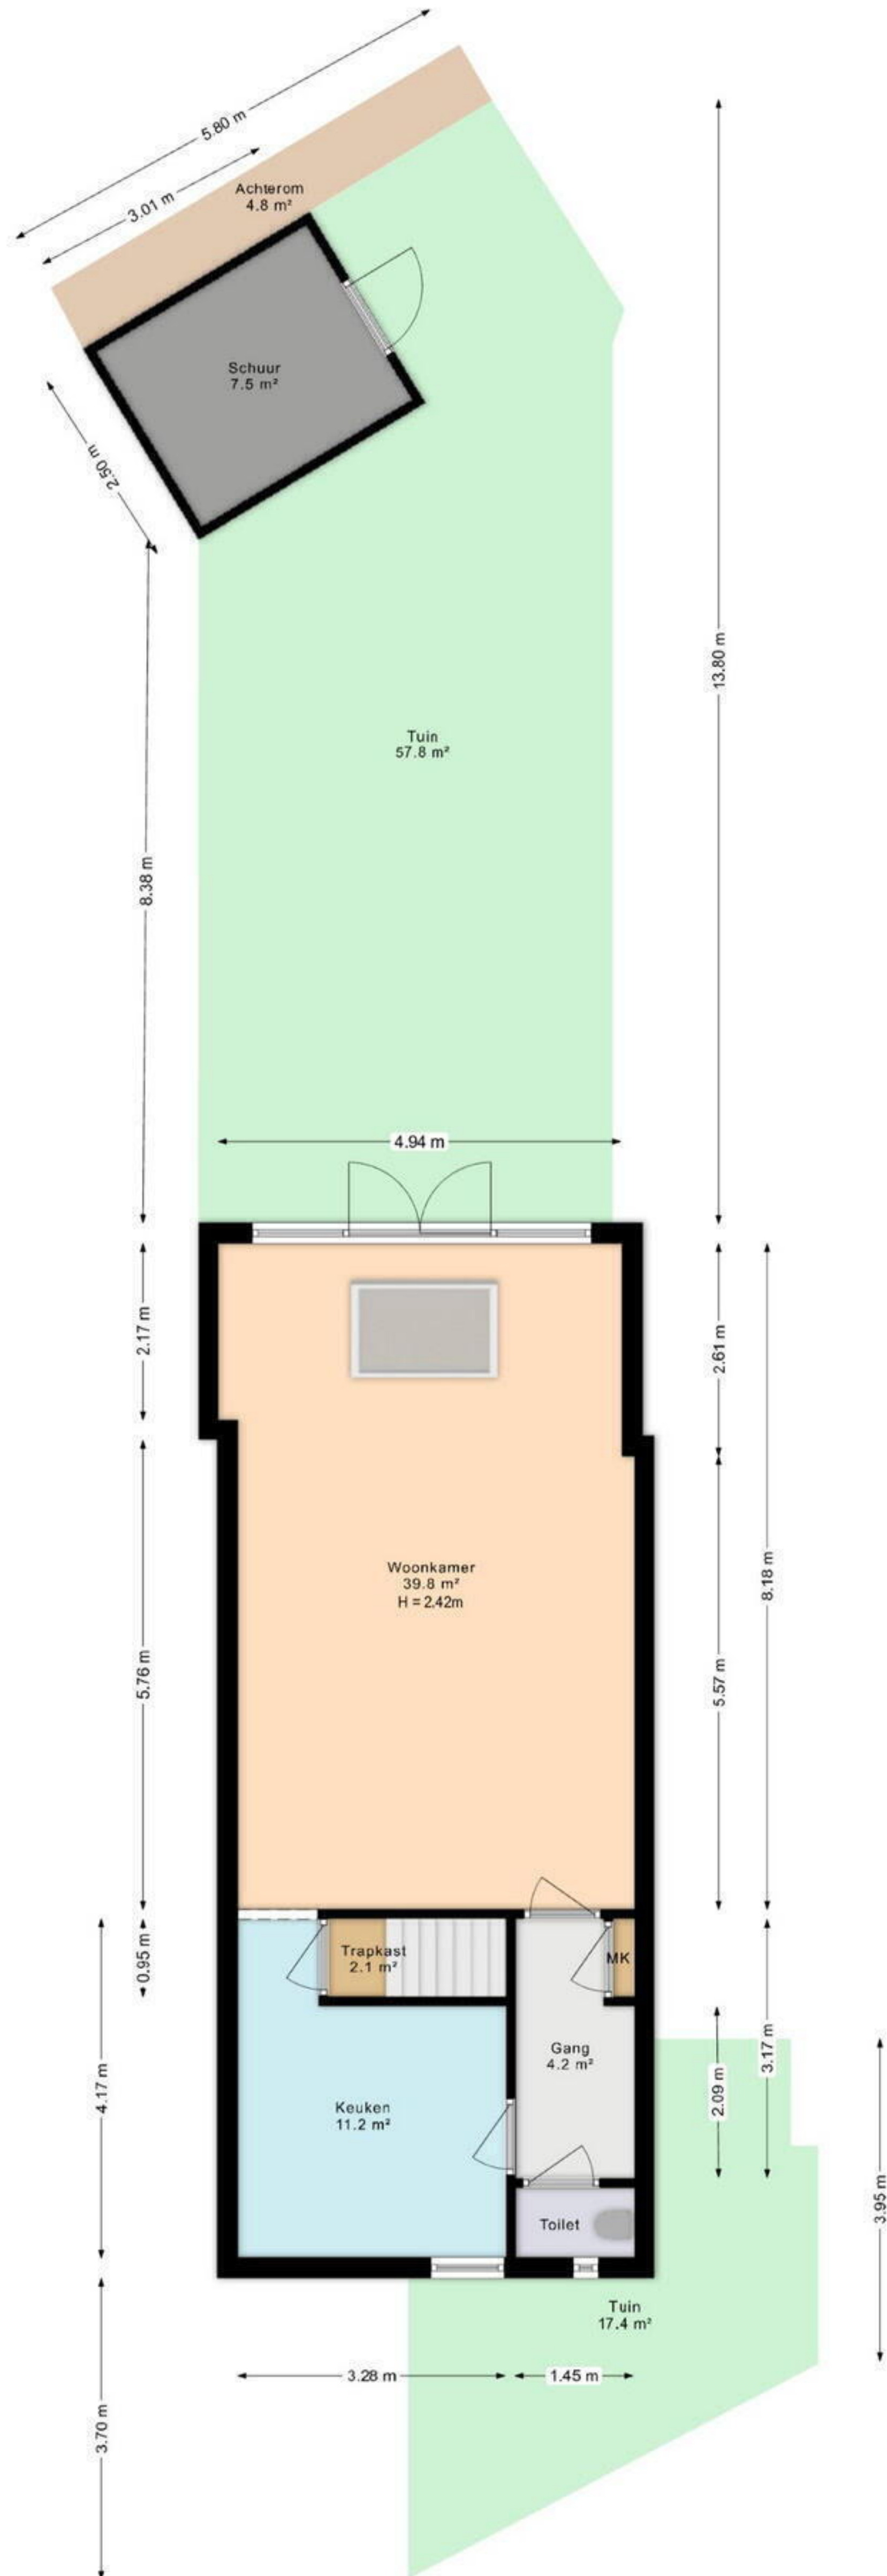 5.80 m
3.01 m
Achterom
4.8 m²
Schuur
7.5 m²
2.50 m
13.80 m
Tuin
57.8 m²
8.38 m
4.94 m
2.17 m
2.61 m
Woonkamer
39.8 m²
H = 2.42m
8.18 m
5.76 m
5.57 m
0.95 m
Trapkast
2.1 m²
MK
Gang
4.2 m²
3.17 m
2.09 m
4.17 m
Keuken
11.2 m²
3.95 m
Toilet
Tuin
17.4 m²
3.28 m
1.45 m
3.70 m